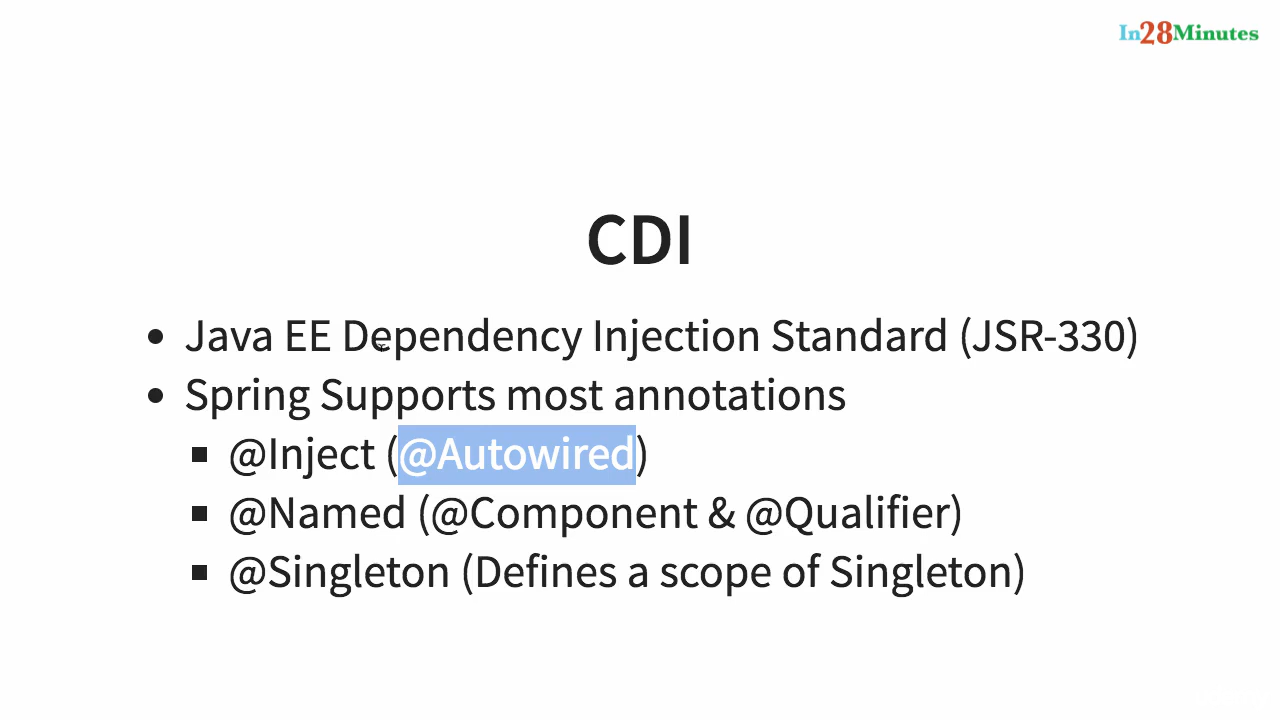 In28Minutes
CDI
• Java EE Dependency Injection Standard (JSR-330)
• Spring Supports most annotations
▪ @Inject (@Autowired)
▪ @Named (@Component & @Qualifier)
▪ @Singleton (Defines a scope of Singleton)